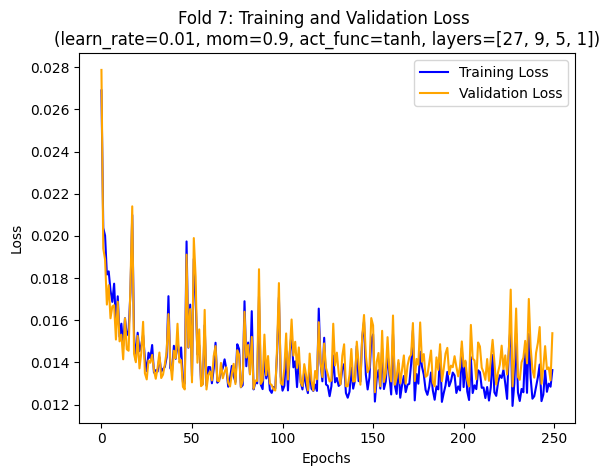 Fold 7: Training and Validation Loss
(learn_rate=0.01, mom=0.9, act_func=tanh, layers=[27, 9, 5, 1])
Training Loss
Validation Loss
0.028
0.026
0.024
0.022
0.020
0.018
0.016
0.014
0.012
Loss
0
50
100
150
200
250
Epochs